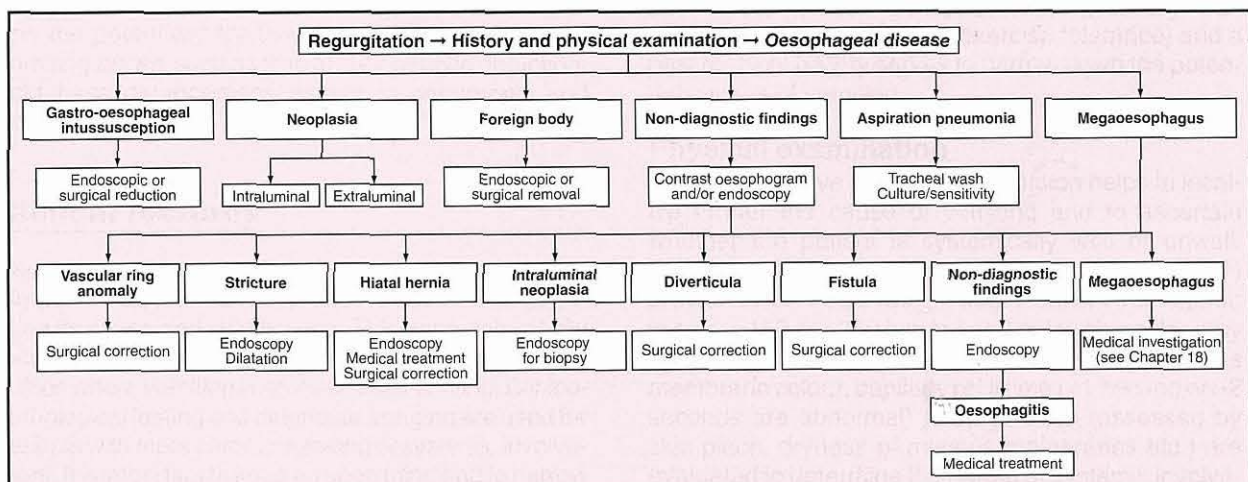 Regurgitation → History and physical examination → Oesophageal disease
Gastro-oesophageal
intussusception
Neoplasia
Foreign body
Non-diagnostic findings
Aspiration pneumonia
Megaoesophagus
Endoscopic or
surgical reduction
Intraluminal
Extraluminal
Endoscopic or
surgical removal
Contrast oesophogram
and/or endoscopy
Tracheal wash
Culture/sensitivity
Vascular ring
anomaly
Stricture
Hiatal hernia
Intraluminal
neoplasia
Diverticula
Fistula
Non-diagnostic
findings
Megaoesophagus
Surgical correction
Endoscopy
Dilatation
Endoscopy
Medical treatment
Surgical correction
Endoscopy
for biopsy
Surgical correction
Surgical correction
Endoscopy
Medical investigation
(see Chapter 18)
Oesophagitis
Medical treatment